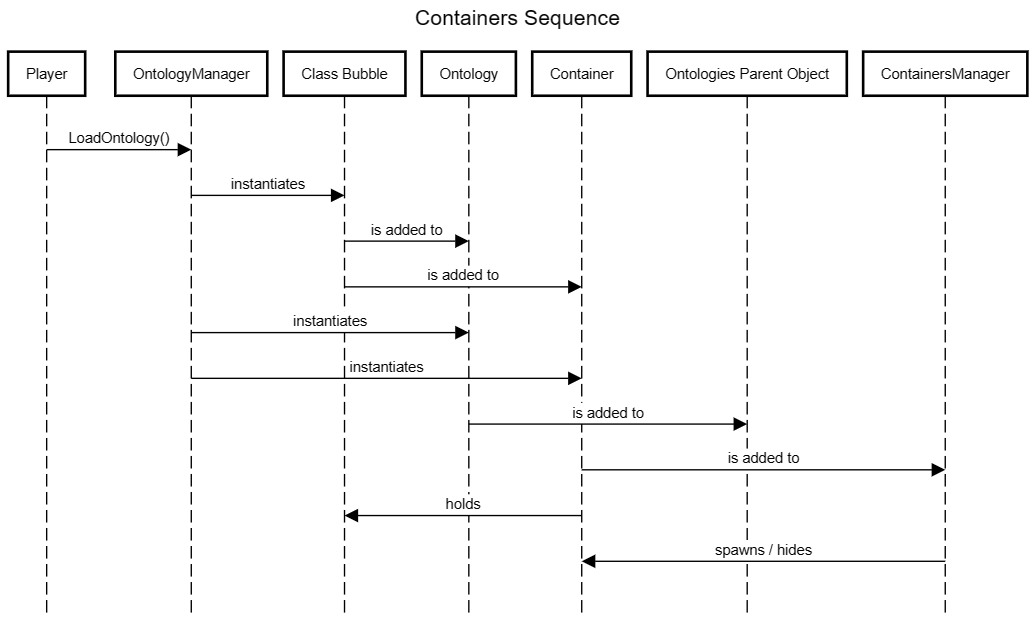 Containers Sequence
Player
OntologyManager
Class Bubble
Ontology
Container
Ontologies Parent Object
ContainersManager
LoadOntology()
instantiates
is added to
is added to
instantiates
instantiates
is added to
is added to
holds
spawns / hides